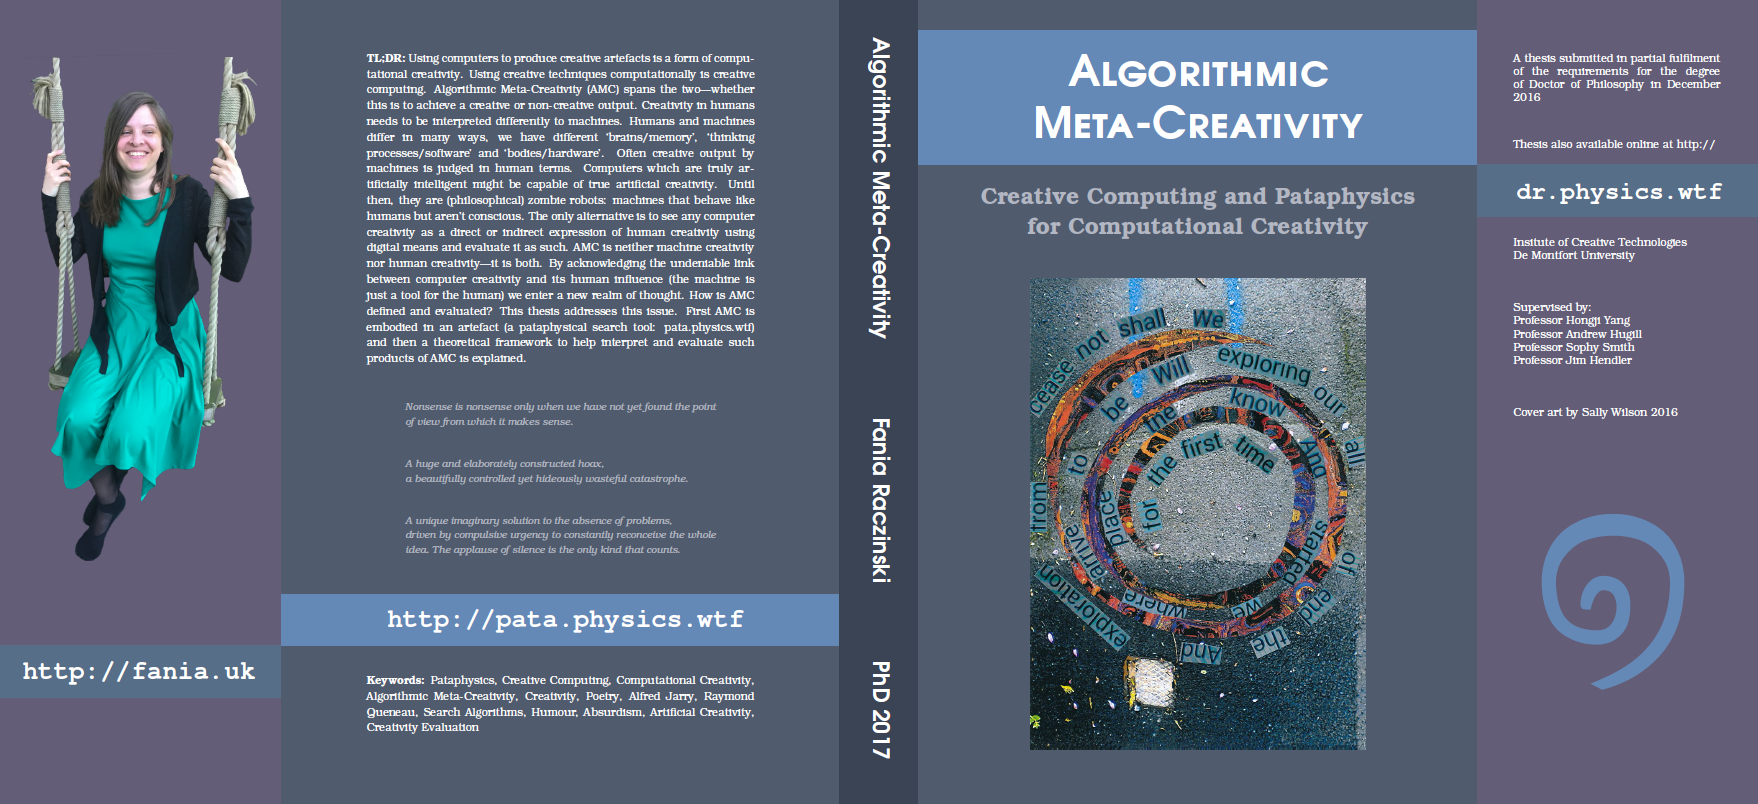 http://fania.uk
TL;DR: Using computers to produce creative artefacts is a form of compu-
tational creativity. Using creative techniques computationally is creative
computing. Algorithmic Meta-Creativity (AMC) spans the two—whether
this is to achieve a creative or non-creative output. Creativity in humans
needs to be interpreted differently to machines. Humans and machines
differ in many ways, we have different ‘brains/memory’, ‘thinking
processes/software’ and ‘bodies/hardware’. Often creative output by
machines is judged in human terms. Computers which are truly ar-
tificially intelligent might be capable of true artificial creativity. Until
then, they are (philosophical) zombie robots: machines that behave like
humans but aren’t conscious. The only alternative is to see any computer
creativity as a direct or indirect expression of human creativity using
digital means and evaluate it as such. AMC is neither machine creativity
nor human creativity—it is both. By acknowledging the undeniable link
between computer creativity and its human influence (the machine is
just a tool for the human) we enter a new realm of thought. How is AMC
defined and evaluated? This thesis addresses this issue. First AMC is
embodied in an artefact (a pataphysical search tool: pata.physics.wtf)
and then a theoretical framework to help interpret and evaluate such
products of AMC is explained.
Nonsense is nonsense only when we have not yet found the point
of view from which it makes sense.
A huge and elaborately constructed hoax,
a beautifully controlled yet hideously wasteful catastrophe.
A unique imaginary solution to the absence of problems,
driven by compulsive urgency to constantly reconceive the whole
idea. The applause of silence is the only kind that counts.
http://pata.physics.wtf
Keywords: Pataphysics, Creative Computing, Computational Creativity,
Algorithmic Meta-Creativity, Creativity, Poetry, Alfred Jarry, Raymond
Queneau, Search Algorithms, Humour, Absurdism, Artificial Creativity,
Creativity Evaluation
Algorithmic Meta-Creativity
Fania Raczinski
PhD 2017
ALGORITHMIC
META-CREATIVITY
Creative Computing and Pataphysics
for Computational Creativity
We shall not cease from exploration
And the end of all our exploring
Will be to arrive where we started
And know the place for the first time
A thesis submitted in partial fulfilment
of the requirements for the degree
of Doctor of Philosophy in December
2016
Thesis also available online at http://
dr.physics.wtf
Insitute of Creative Technologies
De Montfort University
Supervised by:
Professor Hongji Yang
Professor Andrew Hugill
Professor Sophy Smith
Professor Jim Hendler
Cover art by Sally Wilson 2016